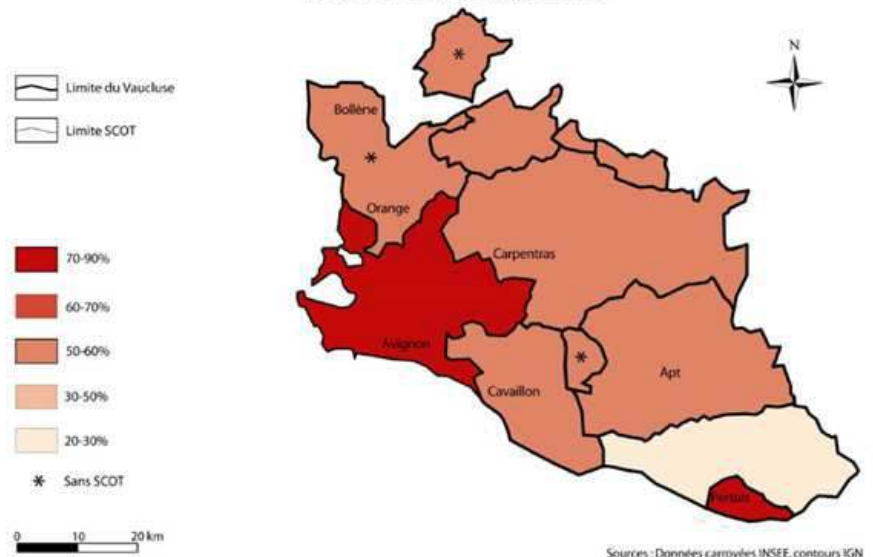 N
Limite du Vaucluse
Limite SCOT
70-90%
60-70%
50-60%
30-50%
20-30%
Sans SCOT
0 10 20 km
Bollène
Orange
Carpentras
Avignon
Cavaillon
Apt
Pertuis
Sources : Données carroyées INSEE, contours IGN